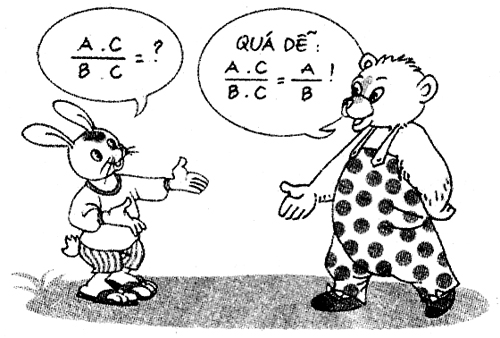 A . C / B . C = ?
QUÁ DỄ :
A . C / B . C = A / B !